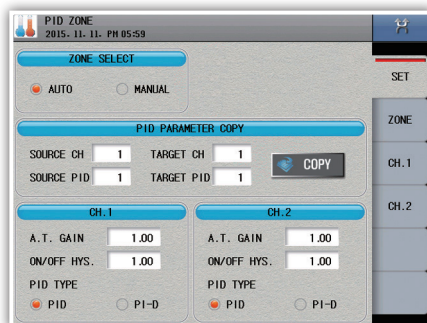 PID ZONE
2015. 11. 11. PM 05:59
ZONE SELECT
AUTO MANUAL
PID PARAMETER COPY
SOURCE CH 1 TARGET CH 1
SOURCE PID 1 TARGET PID 1
COPY
CH.1
A.T. GAIN 1.00
ON/OFF HYS. 1.00
PID TYPE
PID PI-D
CH.2
A.T. GAIN 1.00
ON/OFF HYS. 1.00
PID TYPE
PID PI-D
SET
ZONE
CH.1
CH.2